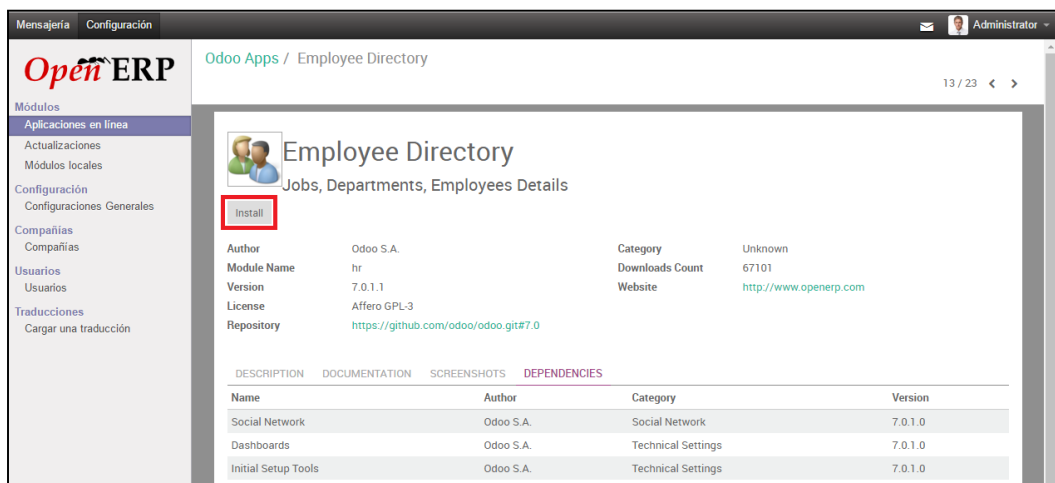 Mensajería Configuración Administrator
Open ERP
Módulos
Aplicaciones en línea
Actualizaciones
Módulos locales
Configuración
Configuraciones Generales
Compañías
Compañías
Usuarios
Usuarios
Traducciones
Cargar una traducción
Odoo Apps / Employee Directory
13 / 23
Employee Directory
Jobs, Departments, Employees Details
Install
Author Odoo S.A. Category Unknown
Module Name hr Downloads Count 67101
Version 7.0.1.1 Website http://www.openerp.com
License Affero GPL-3
Repository https://github.com/odoo/odoo.git#7.0
DESCRIPTION DOCUMENTATION SCREENSHOTS DEPENDENCIES
Name Author Category Version
Social Network Odoo S.A. Social Network 7.0.1.0
Dashboards Odoo S.A. Technical Settings 7.0.1.0
Initial Setup Tools Odoo S.A. Technical Settings 7.0.1.0